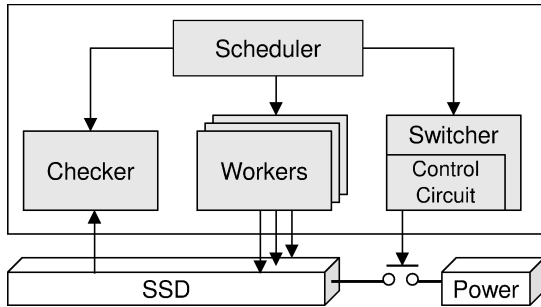 Scheduler
Checker
Workers
Switcher
Control
Circuit
SSD
Power